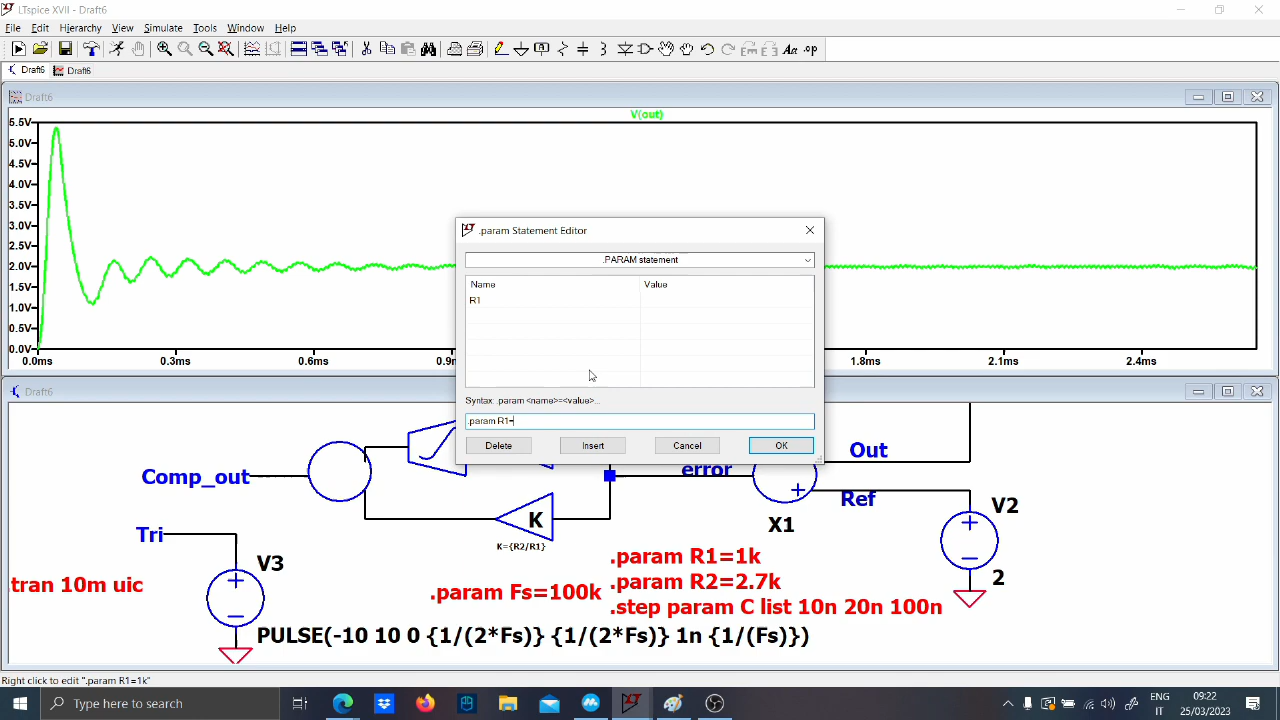 LTspice XVII - Draft6
File Edit Hierarchy View Simulate Tools Window Help
Draft6 Draft6
Draft6
V(out)
5.5V
5.0V
4.5V
4.0V
3.5V
3.0V
2.5V
2.0V
1.5V
1.0V
0.5V
0.0V
0.0ms 0.3ms 0.6ms 1.8ms 2.1ms 2.4ms
.param Statement Editor
.PARAM statement
Name Value
R1
Syntax: .param <name>=<value>...
.param R1=
Delete Insert Cancel OK
Draft6
Comp_out
error
Out
Ref
X1
V2
2
K
K={R2/R1}
Tri
V3
.tran 10m uic
.param Fs=100k
.param R1=1k
.param R2=2.7k
.step param C list 10n 20n 100n
PULSE(-10 10 0 {1/(2*Fs)} {1/(2*Fs)} 1n {1/(Fs)})
Right click to edit ".param R1=1k"
Type here to search
ENG
IT
09:22
25/03/2023